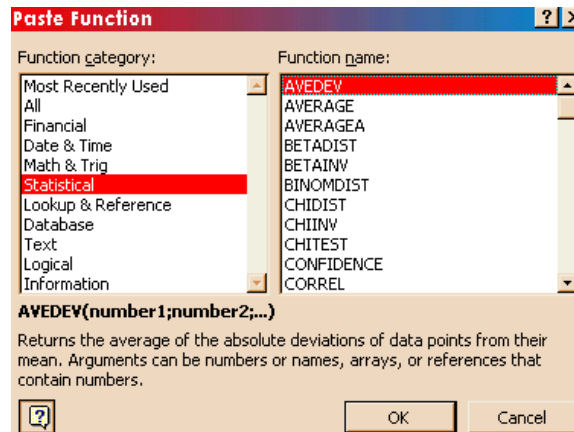 Paste Function
Function category:
Function name:
Most Recently Used
All
Financial
Date & Time
Math & Trig
Statistical
Lookup & Reference
Database
Text
Logical
Information
AVEDEV
AVERAGE
AVERAGEA
BETADIST
BETAINV
BINOMDIST
CHIDIST
CHIINV
CHITEST
CONFIDENCE
CORREL
AVEDEV(number1;number2;...)
Returns the average of the absolute deviations of data points from their
mean. Arguments can be numbers or names, arrays, or references that
contain numbers.
OK
Cancel